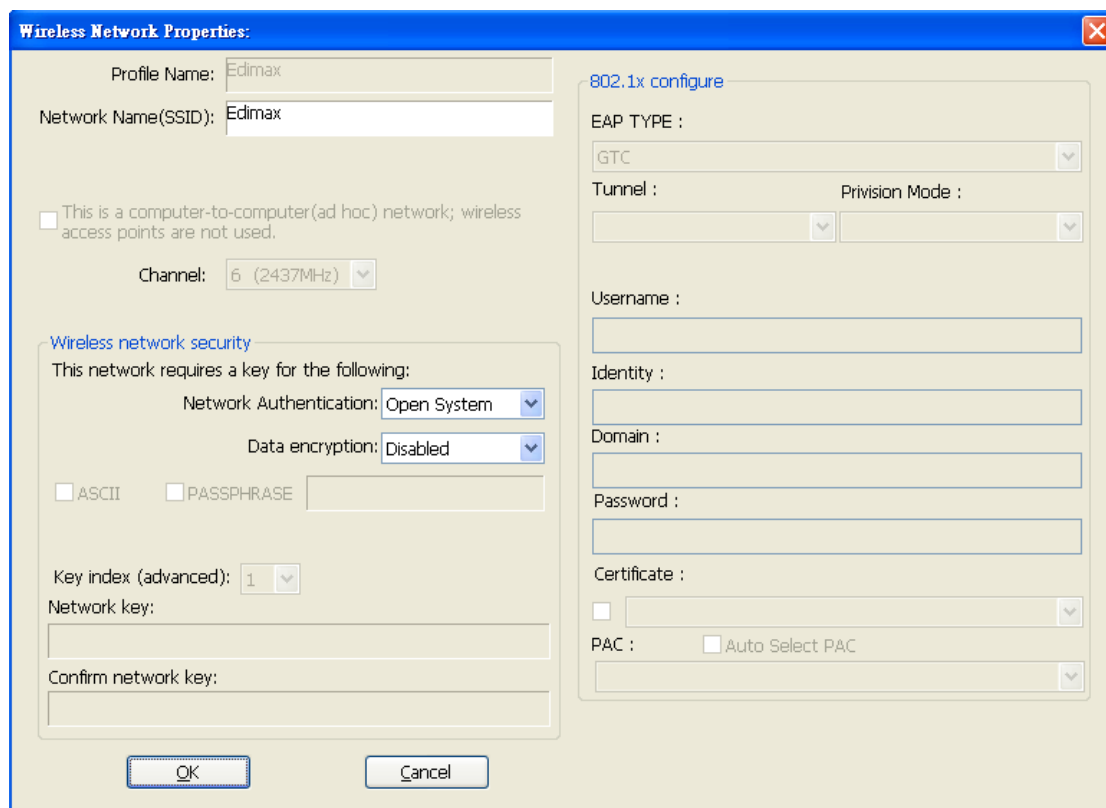 Wireless Network Properties:
Profile Name: Edimax
Network Name(SSID): Edimax
This is a computer-to-computer(ad hoc) network; wireless
access points are not used.
Channel: 6 (2437MHz)
Wireless network security
This network requires a key for the following:
Network Authentication: Open System
Data encryption: Disabled
ASCII PASSPHRASE
Key index (advanced): 1
Network key:
Confirm network key:
OK Cancel
802.1x configure
EAP TYPE :
GTC
Tunnel : Privision Mode :
Username :
Identity :
Domain :
Password :
Certificate :
PAC : Auto Select PAC